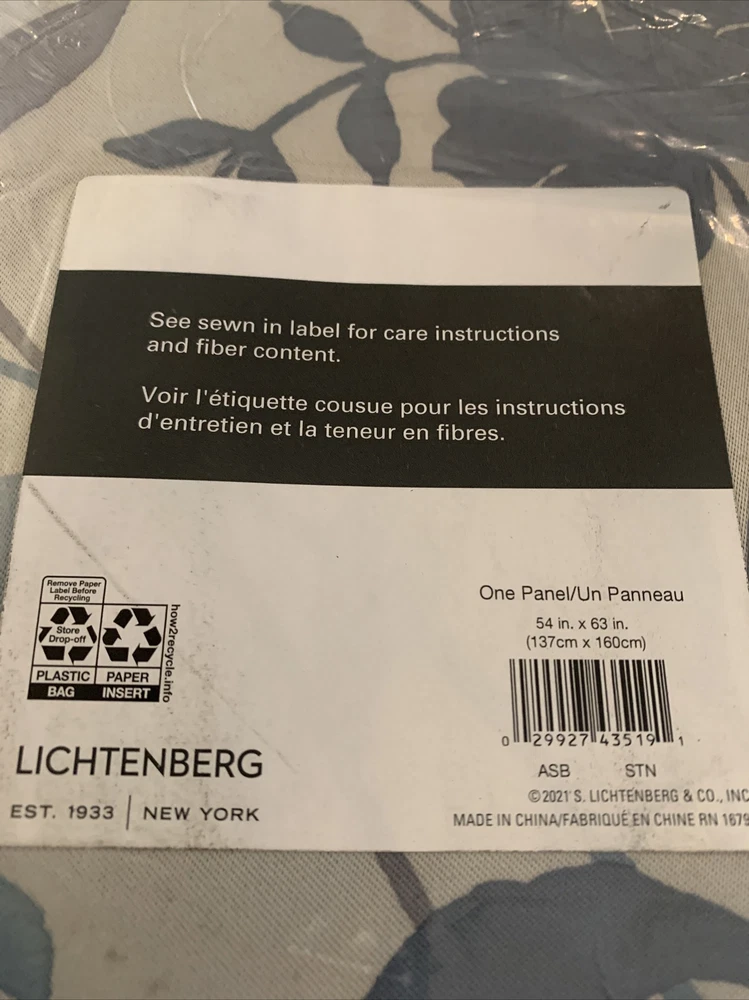 See sewn in label for care instructions
and fiber content.
Voir l'étiquette cousue pour les instructions
d'entretien et la teneur en fibres.
Remove Paper
Label Before
Recycling
Store
Drop-off
PLASTIC
BAG
PAPER
INSERT
how2recycle.info
LICHTENBERG
EST. 1933 | NEW YORK
One Panel/Un Panneau
54 in. x 63 in.
(137cm x 160cm)
0 29927 43519 1
ASB STN
©2021 S. LICHTENBERG & CO., INC
MADE IN CHINA/FABRIQUÉ EN CHINE RN 1679